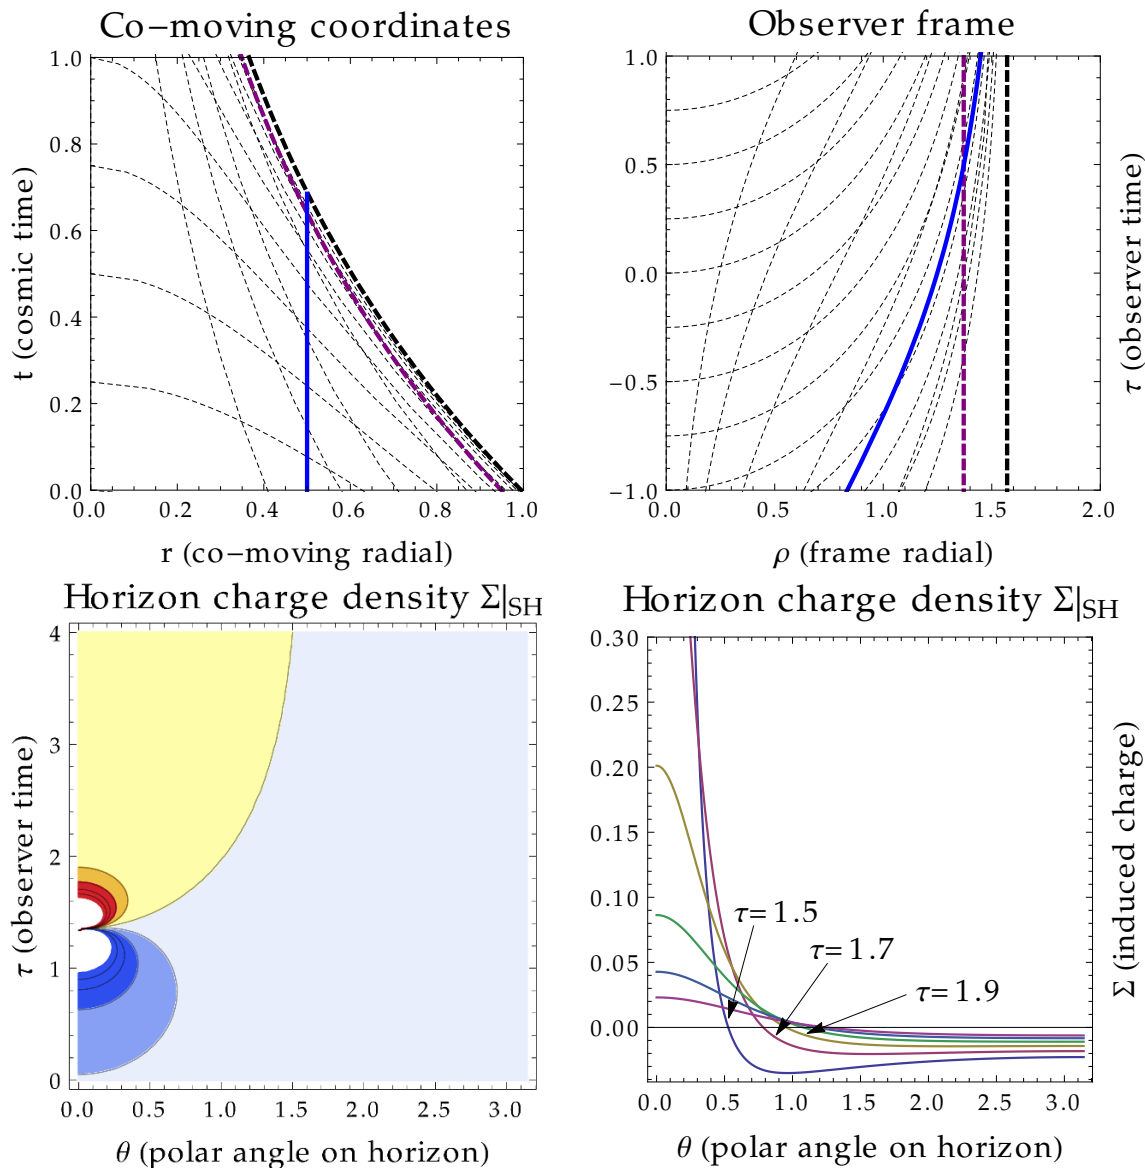 Co-moving coordinates
1.0
0.8
0.6
0.4
0.2
0.0
t (cosmic time)
0.0 0.2 0.4 0.6 0.8 1.0
r (co-moving radial)
Observer frame
1.0
0.5
0.0
-0.5
-1.0
τ (observer time)
0.0 0.5 1.0 1.5 2.0
ρ (frame radial)
Horizon charge density Σ|SH
4
3
2
1
0
τ (observer time)
0.0 0.5 1.0 1.5 2.0 2.5 3.0
θ (polar angle on horizon)
Horizon charge density Σ|SH
0.30
0.25
0.20
0.15
0.10
0.05
0.00
τ= 1.5
τ= 1.7
τ= 1.9
Σ (induced charge)
0.0 0.5 1.0 1.5 2.0 2.5 3.0
θ (polar angle on horizon)